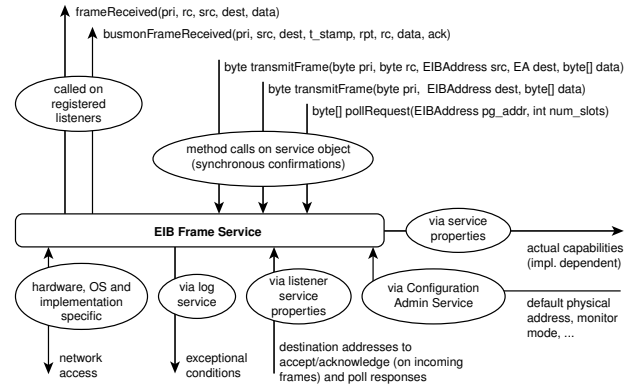 frameReceived(pri, rc, src, dest, data)
busmonFrameReceived(pri, src, dest, t_stamp, rpt, rc, data, ack)
byte transmitFrame(byte pri, byte rc, EIBAddress src, EA dest, byte[] data)
byte transmitFrame(byte pri, EIBAddress dest, byte[] data)
byte[] pollRequest(EIBAddress pg_addr, int num_slots)
called on
registered
listeners
method calls on service object
(synchronous confirmations)
EIB Frame Service
via service
properties
actual capabilities
(impl. dependent)
hardware, OS and
implementation
specific
via log
service
via listener
service
properties
via Configuration
Admin Service
default physical
address, monitor
mode, ...
network
access
exceptional
conditions
destination addresses to
accept/acknowledge (on incoming
frames) and poll responses